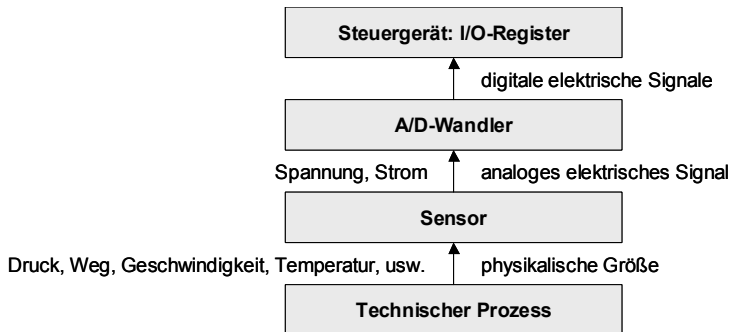 Steuergerät: I/O-Register
digitale elektrische Signale
A/D-Wandler
Spannung, Strom analoges elektrisches Signal
Sensor
Druck, Weg, Geschwindigkeit, Temperatur, usw. physikalische Größe
Technischer Prozess